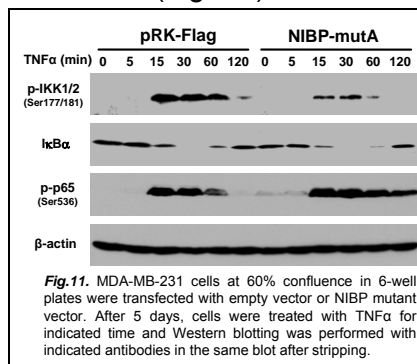 pRK-Flag NIBP-mutA
TNFα (min) 0 5 15 30 60 120 0 5 15 30 60 120
p-IKK1/2
(Ser177/181)
IκBα
p-p65
(Ser536)
β-actin
Fig.11. MDA-MB-231 cells at 60% confluence in 6-well
plates were transfected with empty vector or NIBP mutant
vector. After 5 days, cells were treated with TNFα for
indicated time and Western blotting was performed with
indicated antibodies in the same blot after stripping.